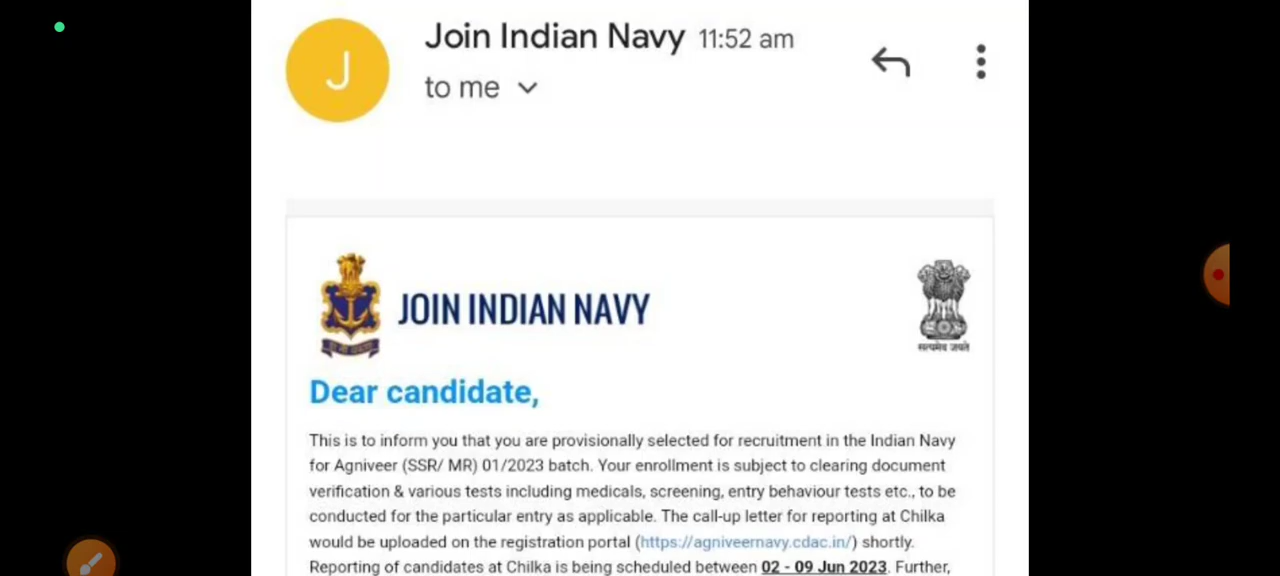 J
Join Indian Navy 11:52 am
to me
JOIN INDIAN NAVY
सत्यमेव जयते
Dear candidate,
This is to inform you that you are provisionally selected for recruitment in the Indian Navy
for Agniveer (SSR/ MR) 01/2023 batch. Your enrollment is subject to clearing document
verification & various tests including medicals, screening, entry behaviour tests etc., to be
conducted for the particular entry as applicable. The call-up letter for reporting at Chilka
would be uploaded on the registration portal (https://agniveernavy.cdac.in/) shortly.
Reporting of candidates at Chilka is being scheduled between 02 - 09 Jun 2023. Further,